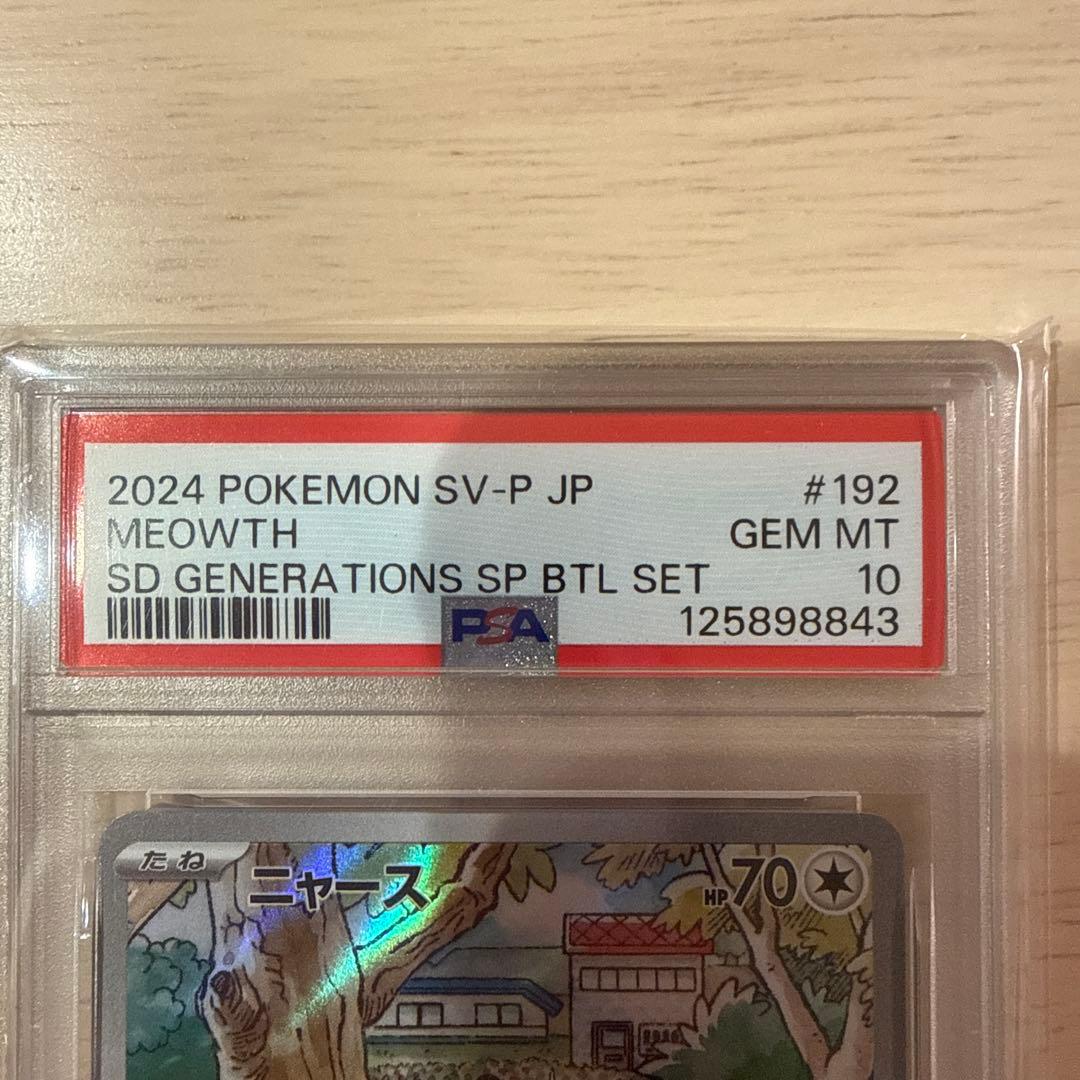 2024 POKEMON SV-P JP #192
MEOWTH GEM MT
SD GENERATIONS SP BTL SET 10
PSA 125898843
たね ニャース HP70